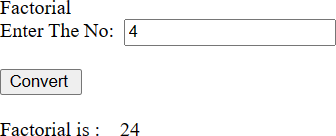 Factorial
Enter The No: 4
Convert
Factorial is : 24